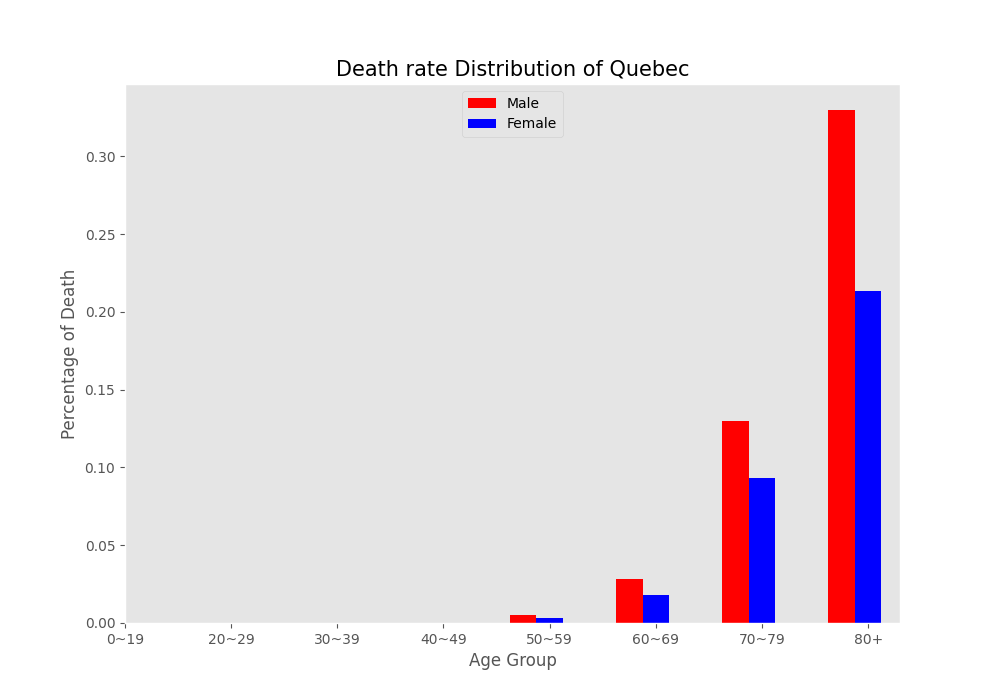 Death rate Distribution of Quebec
Male
Female
0.30
0.25
0.20
0.15
0.10
0.05
0.00
Percentage of Death
0~19 20~29 30~39 40~49 50~59 60~69 70~79 80+
Age Group